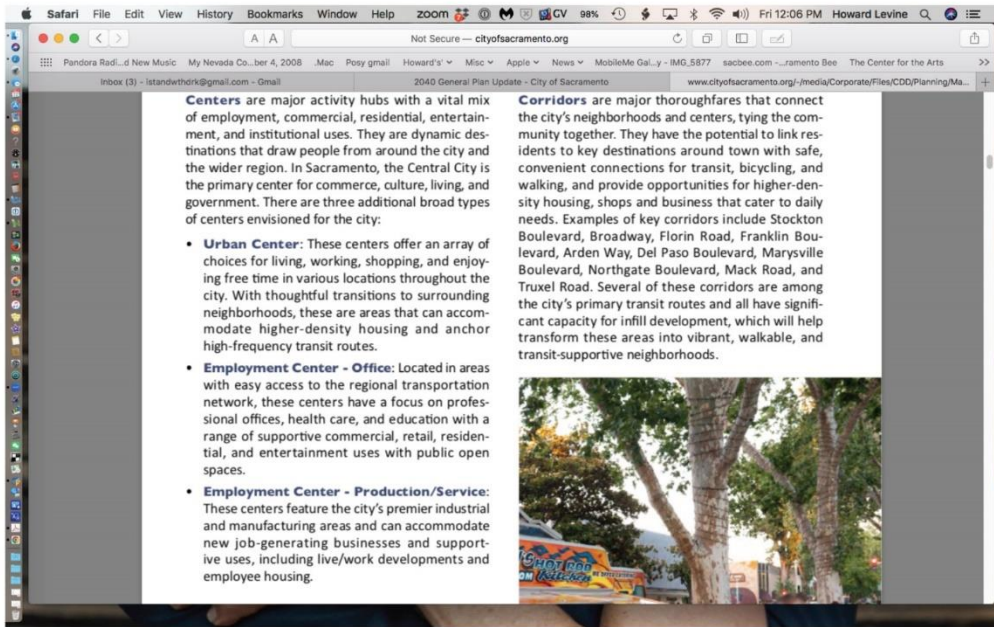 Safari File Edit View History Bookmarks Window Help zoom GV 98% Fri 12:06 PM Howard Levine
A A Not Secure — cityofsacramento.org
Pandora Radi...d New Music My Nevada Co...ber 4, 2008 .Mac Posy gmail Howard's' Misc Apple News MobileMe Gal...y - IMG_5877 sacbee.com -...ramento Bee The Center for the Arts >>
Inbox (3) - istandwthdrk@gmail.com - Gmail 2040 General Plan Update - City of Sacramento www.cityofsacramento.org/-/media/Corporate/Files/CDD/Planning/Ma... +
Centers are major activity hubs with a vital mix
of employment, commercial, residential, entertain-
ment, and institutional uses. They are dynamic des-
tinations that draw people from around the city and
the wider region. In Sacramento, the Central City is
the primary center for commerce, culture, living, and
government. There are three additional broad types
of centers envisioned for the city:
• Urban Center: These centers offer an array of
choices for living, working, shopping, and enjoy-
ing free time in various locations throughout the
city. With thoughtful transitions to surrounding
neighborhoods, these are areas that can accom-
modate higher-density housing and anchor
high-frequency transit routes.
• Employment Center - Office: Located in areas
with easy access to the regional transportation
network, these centers have a focus on profes-
sional offices, health care, and education with a
range of supportive commercial, retail, residen-
tial, and entertainment uses with public open
spaces.
• Employment Center - Production/Service:
These centers feature the city's premier industrial
and manufacturing areas and can accommodate
new job-generating businesses and support-
ive uses, including live/work developments and
employee housing.
Corridors are major thoroughfares that connect
the city's neighborhoods and centers, tying the com-
munity together. They have the potential to link res-
idents to key destinations around town with safe,
convenient connections for transit, bicycling, and
walking, and provide opportunities for higher-den-
sity housing, shops and business that cater to daily
needs. Examples of key corridors include Stockton
Boulevard, Broadway, Florin Road, Franklin Bou-
levard, Arden Way, Del Paso Boulevard, Marysville
Boulevard, Northgate Boulevard, Mack Road, and
Truxel Road. Several of these corridors are among
the city's primary transit routes and all have signifi-
cant capacity for infill development, which will help
transform these areas into vibrant, walkable, and
transit-supportive neighborhoods.
Kitchen